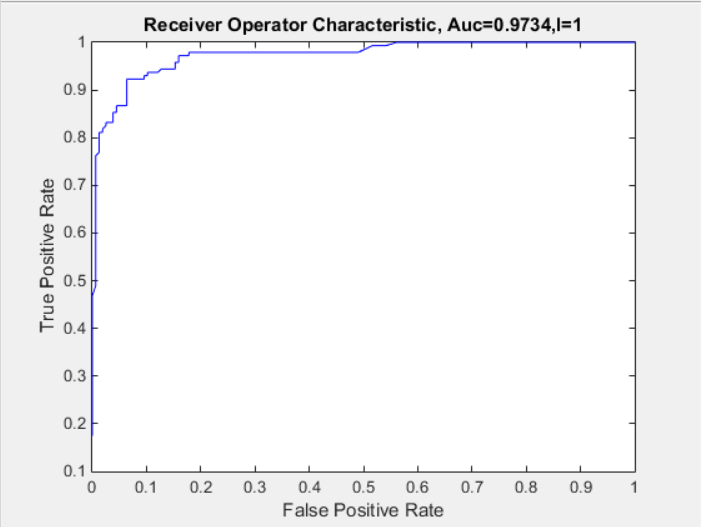 Receiver Operator Characteristic, Auc=0.9734,l=1
1
0.9
0.8
0.7
0.6
0.5
0.4
0.3
0.2
0.1
True Positive Rate
0 0.1 0.2 0.3 0.4 0.5 0.6 0.7 0.8 0.9 1
False Positive Rate